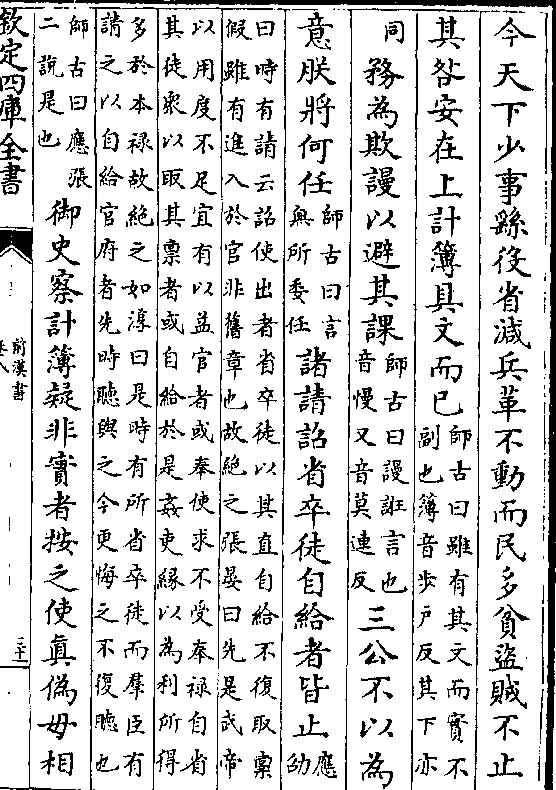 今天下少事繇役省減兵革不動而民多貧盜賊不止
其咎安在上計簿具文而已師古曰雖有其文而實不
副也簿音歩戸反其下亦
同務為欺謾以避其課師古曰謾誑言也
音慢又音莫連反三公不以為
意朕將何任師古曰言
無所委任諸請詔省卒徒自給者皆止應
劭
曰時有請云詔使出者省卒徒以其直自給不復取稟
假雖有進入於官非舊章也故絶之張晏曰先是武帝
以用度不足宜有以益官者或奉使求不受奉禄自省
其徒衆以取其稟者或自給於是姦吏縁以為利所得
多於本禄故絶之如淳曰是時有所省卒徒而羣臣有
請之以自給官府者先時聽與之今更悔之不復聽也
師古曰應張
二說是也御史察計簿疑非實者按之使真偽毋相
欽定四庫全書
前漢書
卷八